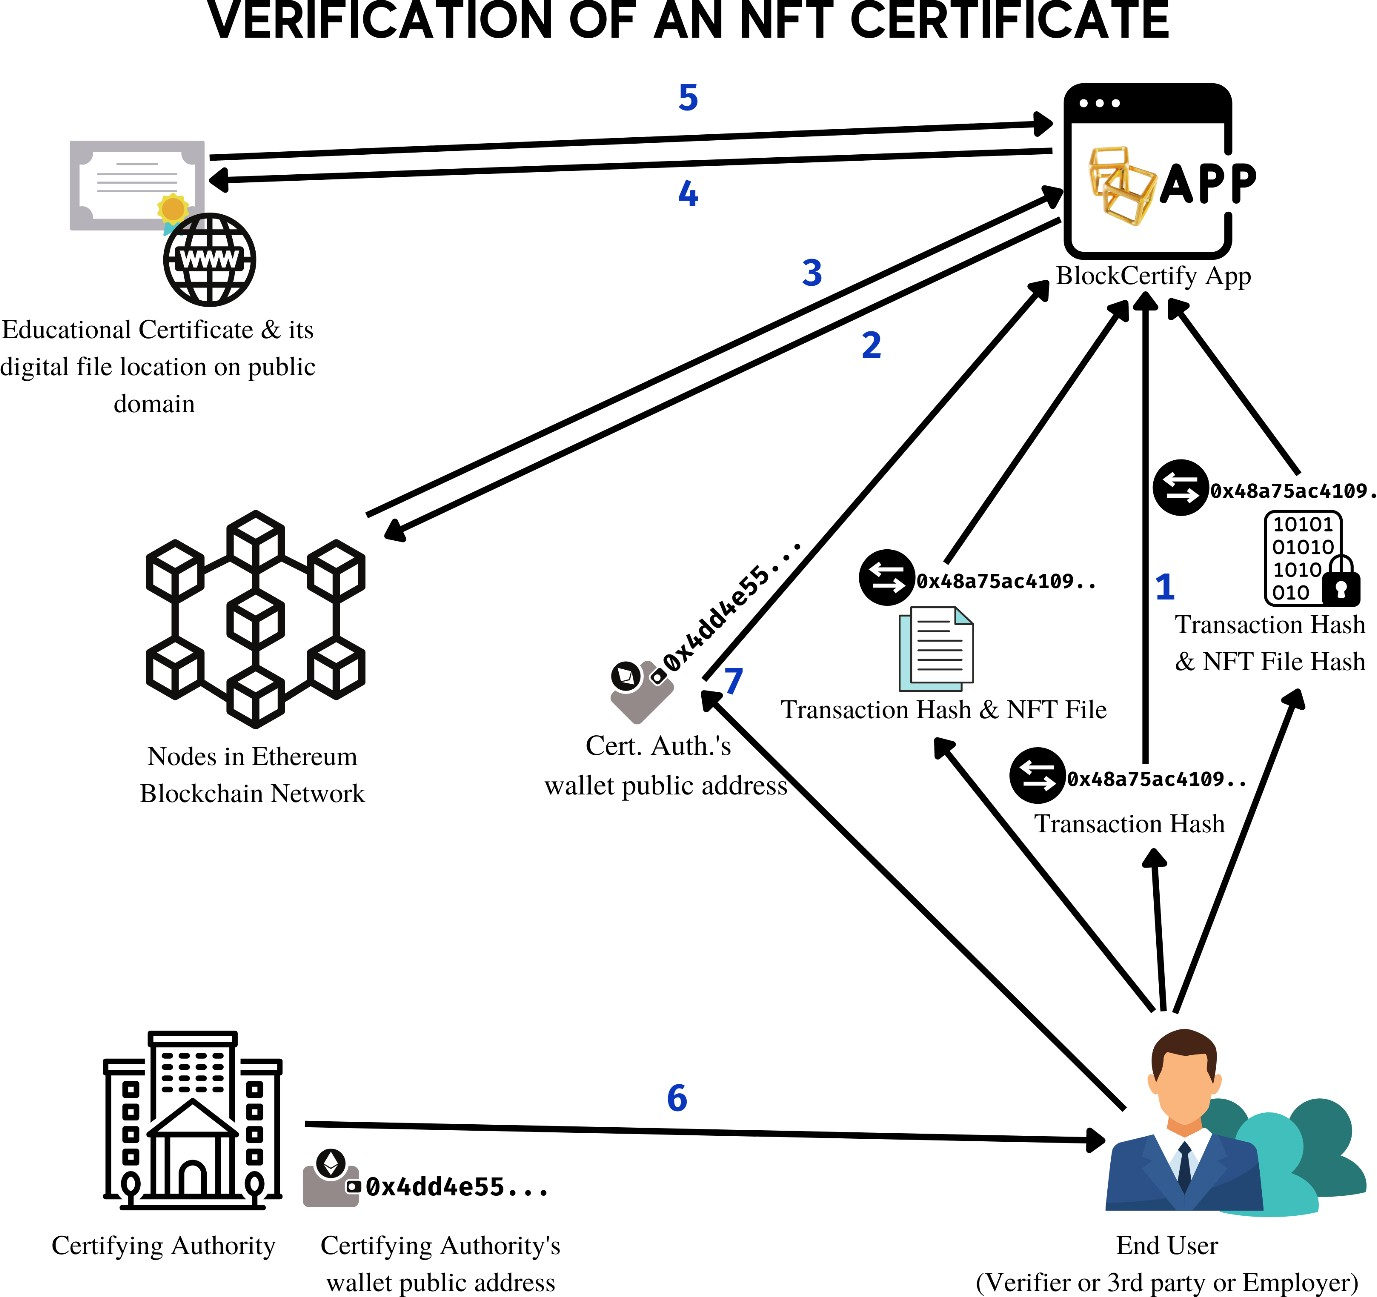 VERIFICATION OF AN NFT CERTIFICATE
5
4
APP
WWW
3
BlockCertify App
Educational Certificate & its
digital file location on public
domain
2
0x48a75ac4109.
10101
01010
1010
010
0x48a75ac4109..
1
Transaction Hash
& NFT File Hash
0x4dd4e55...
7
Transaction Hash & NFT File
Cert. Auth.'s
wallet public address
Nodes in Ethereum
Blockchain Network
0x48a75ac4109..
Transaction Hash
6
0x4dd4e55...
Certifying Authority
Certifying Authority's
wallet public address
End User
(Verifier or 3rd party or Employer)